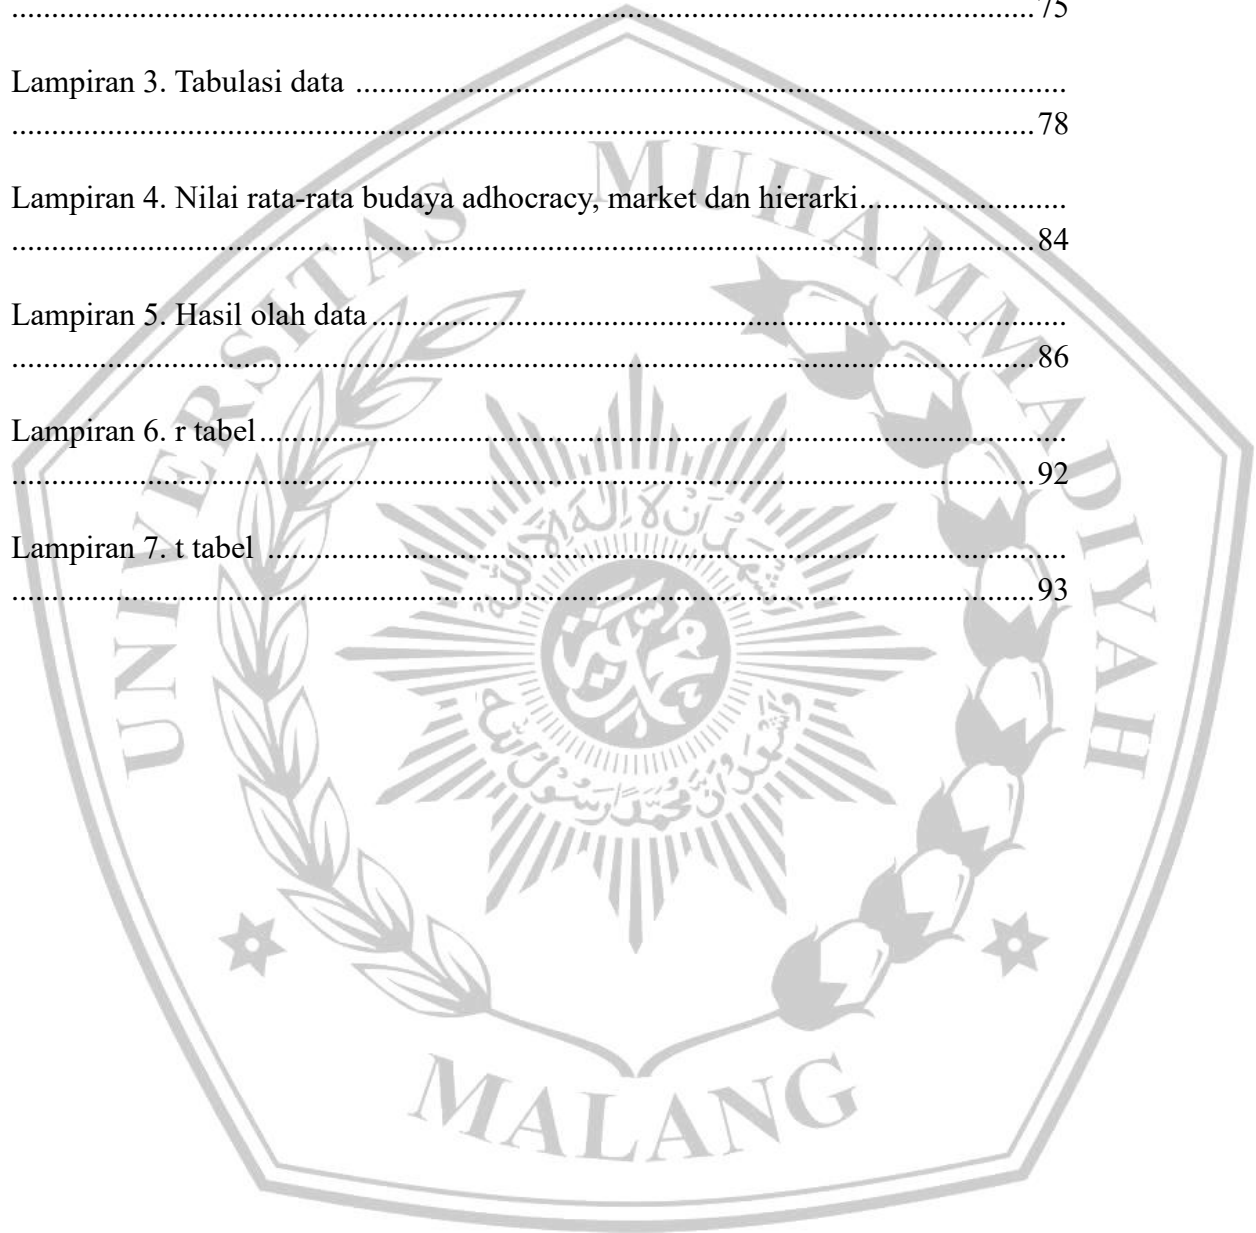 ........................................................................................................................................75
Lampiran 3. Tabulasi data ..............................................................................................
........................................................................................................................................78
Lampiran 4. Nilai rata-rata budaya adhocracy, market dan hierarki..........................
........................................................................................................................................84
Lampiran 5. Hasil olah data............................................................................................
........................................................................................................................................86
Lampiran 6. r tabel..........................................................................................................
........................................................................................................................................92
Lampiran 7. t tabel ........................................................................................................
........................................................................................................................................93
UNIVERSITAS MUHAMMADIYAH
MALANG